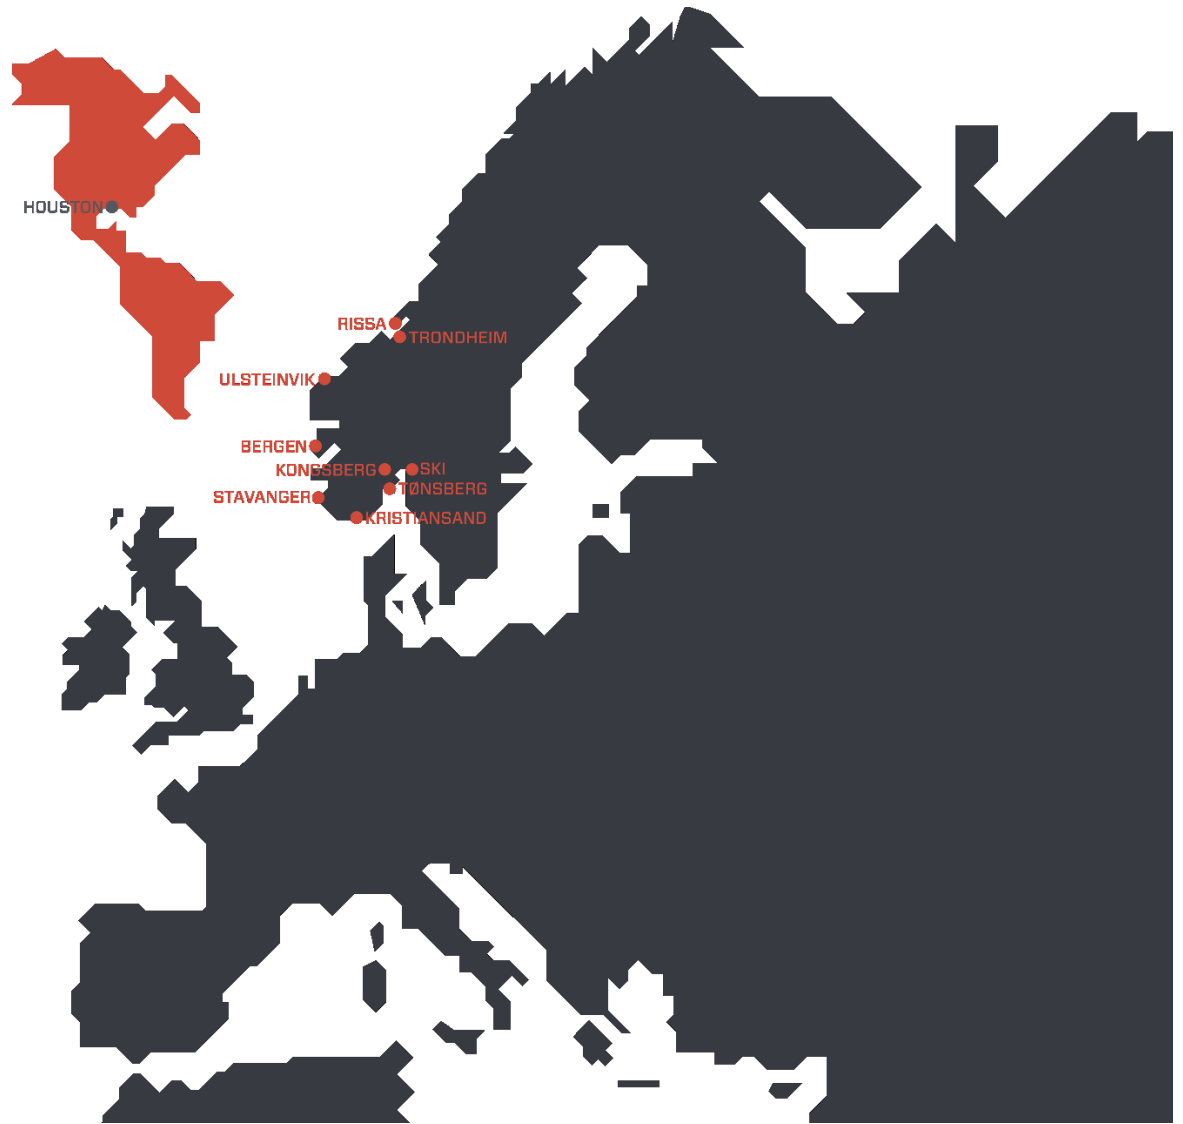 HOUSTON
RISSA
TRONDHEIM
ULSTEINVIK
BERGEN
KONGSBERG
SKI
TØNSBERG
STAVANGER
KRISTIANSAND